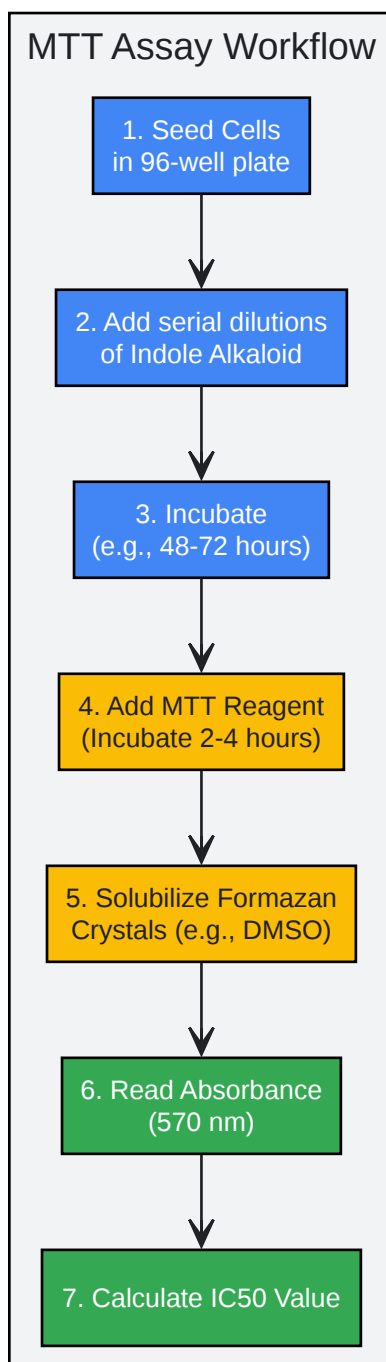 MTT Assay Workflow
1. Seed Cells
in 96-well plate
2. Add serial dilutions
of Indole Alkaloid
3. Incubate
(e.g., 48-72 hours)
4. Add MTT Reagent
(Incubate 2-4 hours)
5. Solubilize Formazan
Crystals (e.g., DMSO)
6. Read Absorbance
(570 nm)
7. Calculate IC50 Value